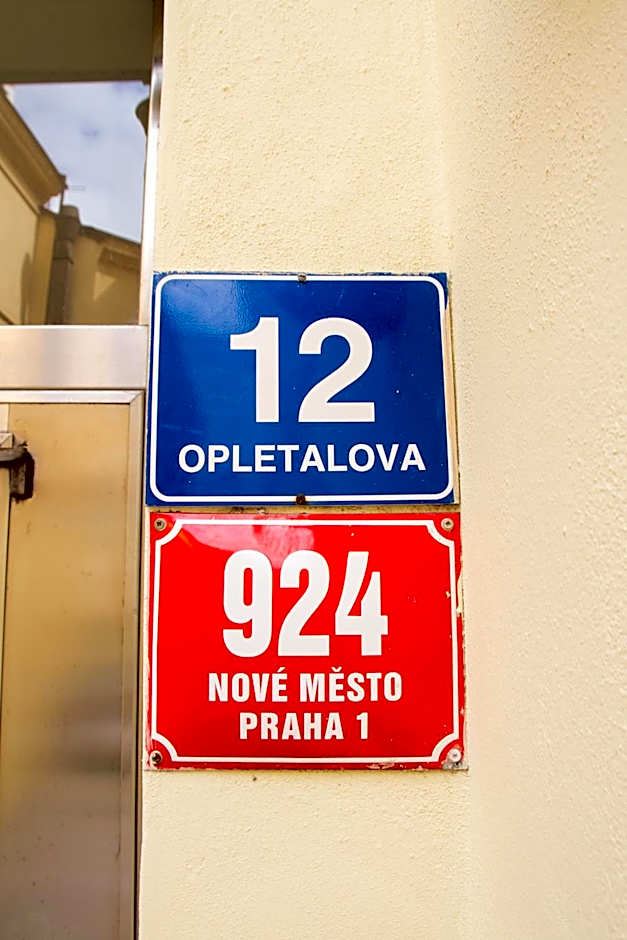 12
OPLETALOVA
924
NOVÉ MĚSTO
PRAHA 1